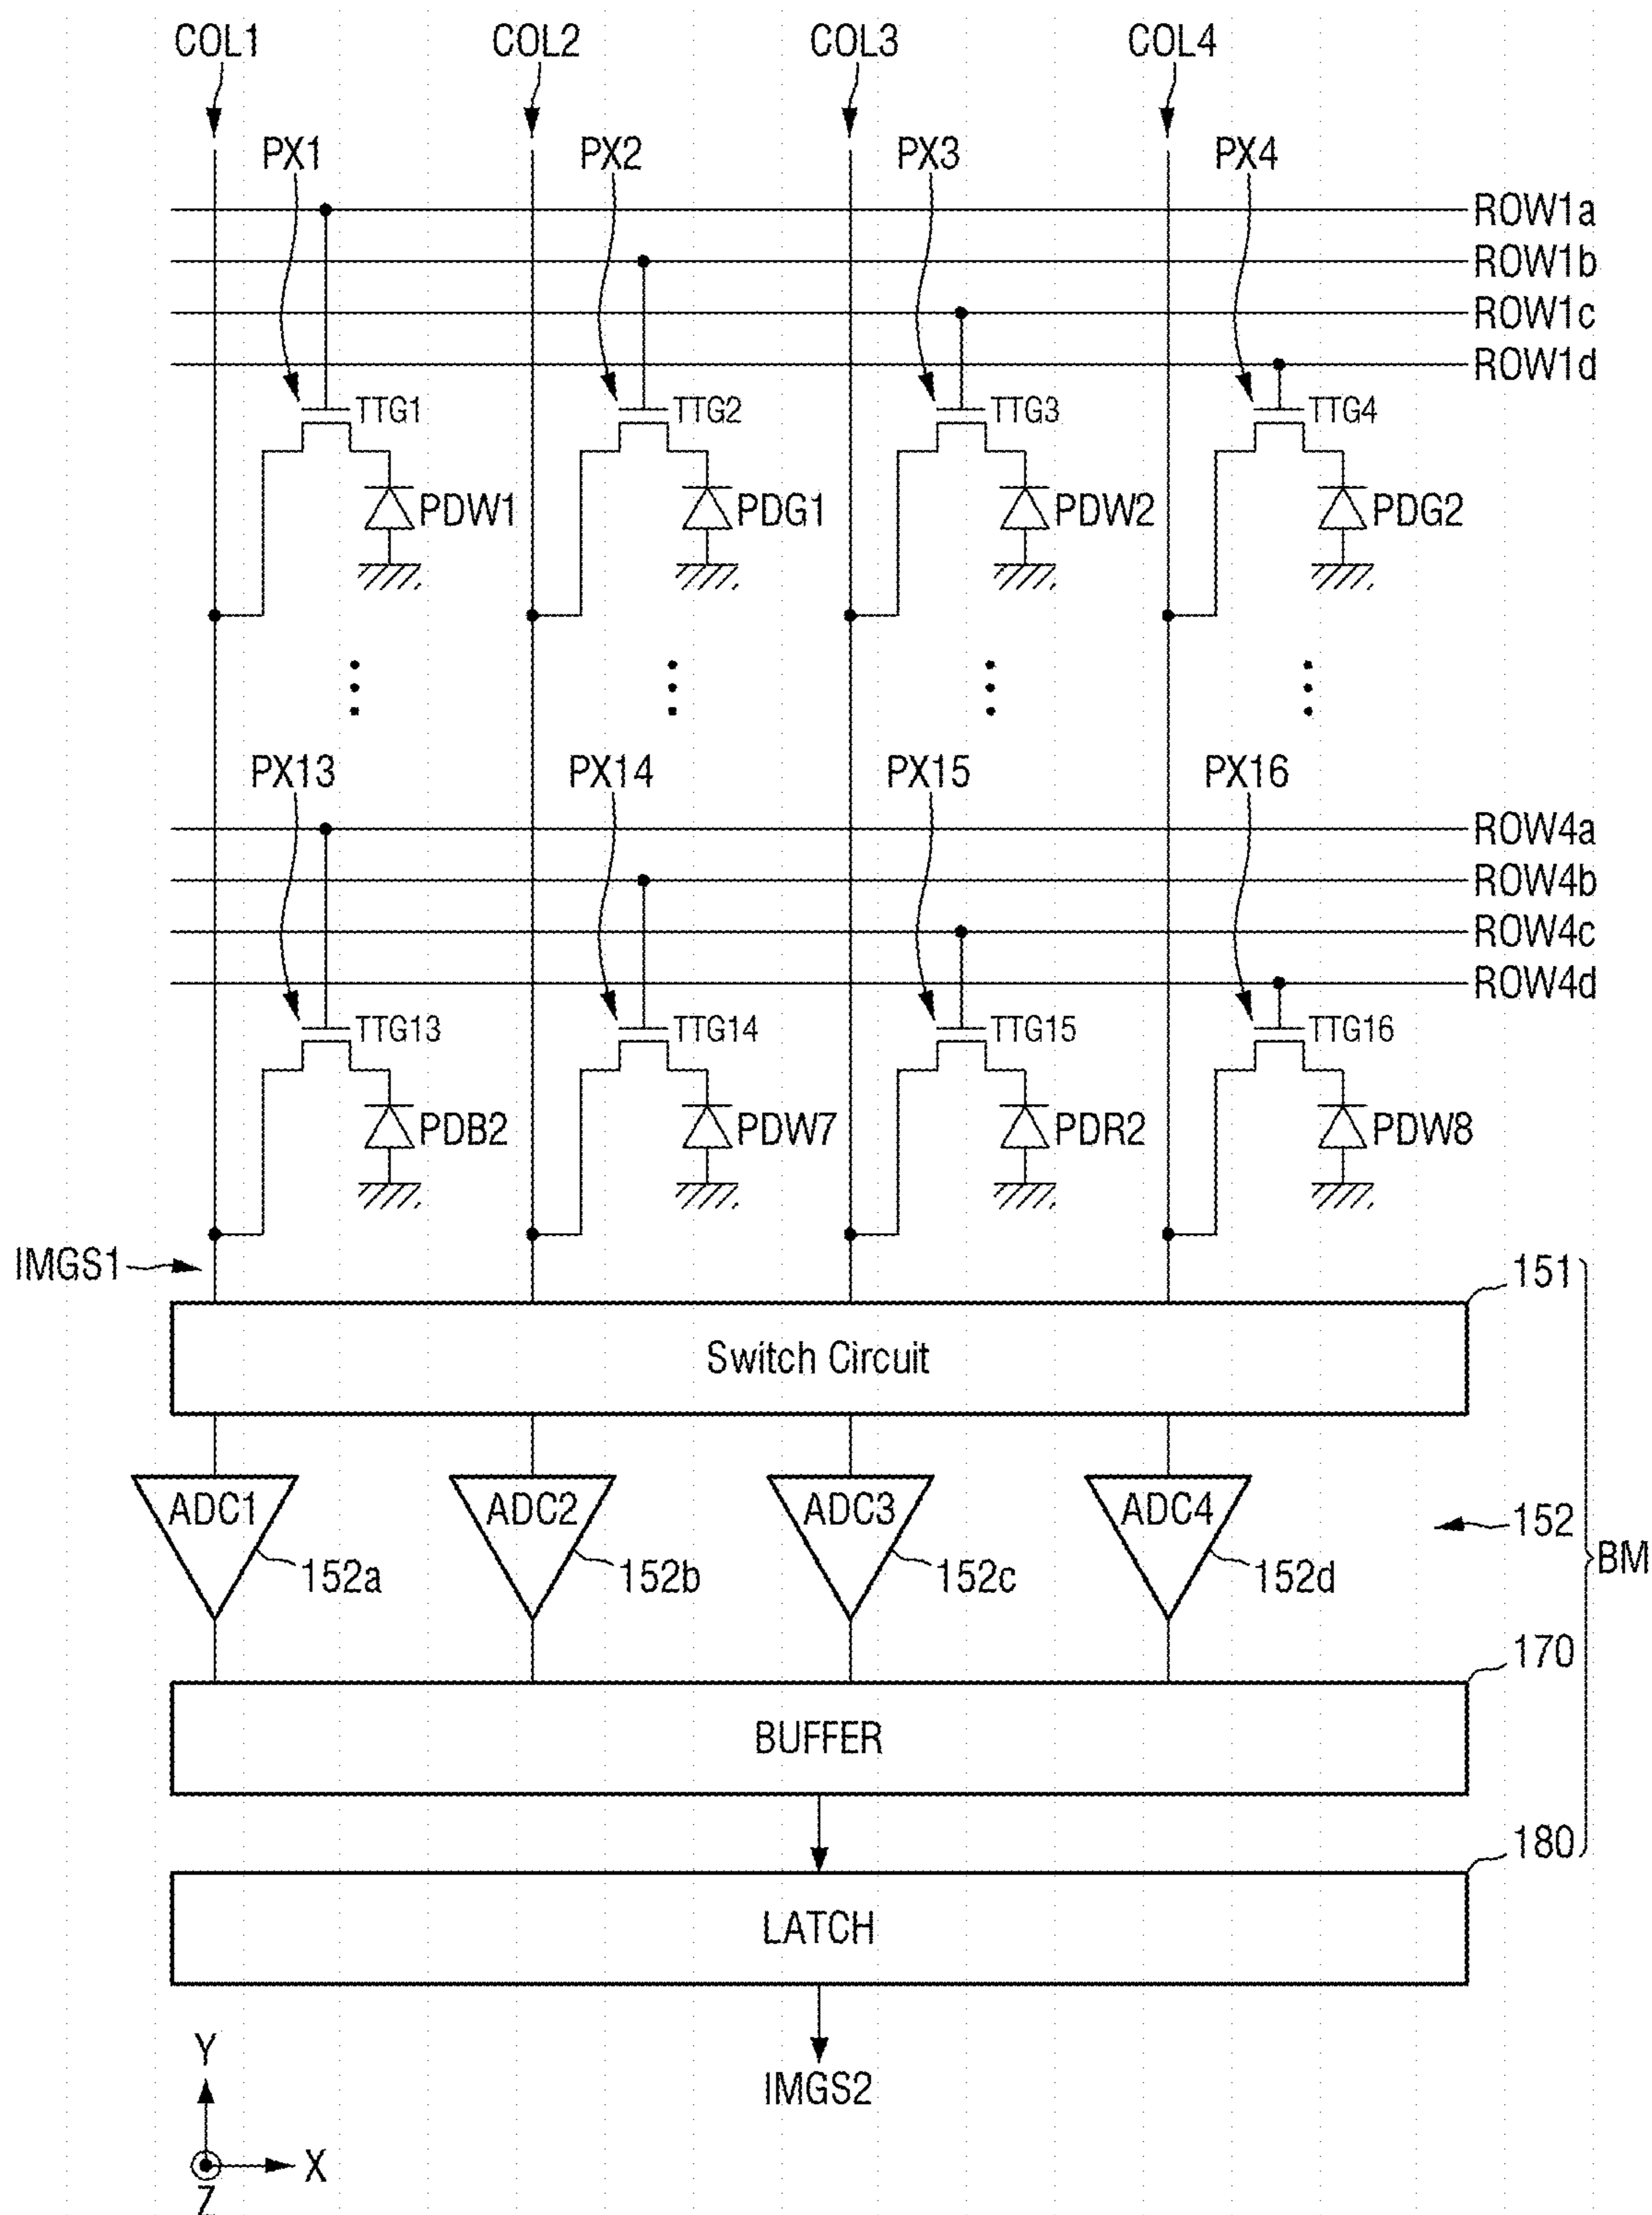 COL1 COL2 COL3 COL4
PX1 PX2 PX3 PX4
ROW1a
ROW1b
ROW1c
ROW1d
TTG1 TTG2 TTG3 TTG4
PDW1 PDG1 PDW2 PDG2
PX13 PX14 PX15 PX16
ROW4a
ROW4b
ROW4c
ROW4d
TTG13 TTG14 TTG15 TTG16
PDB2 PDW7 PDR2 PDW8
IMGS1
151
Switch Circuit
ADC1 ADC2 ADC3 ADC4
152
BM
152a 152b 152c 152d
170
BUFFER
180
LATCH
IMGS2
Y
X
Z